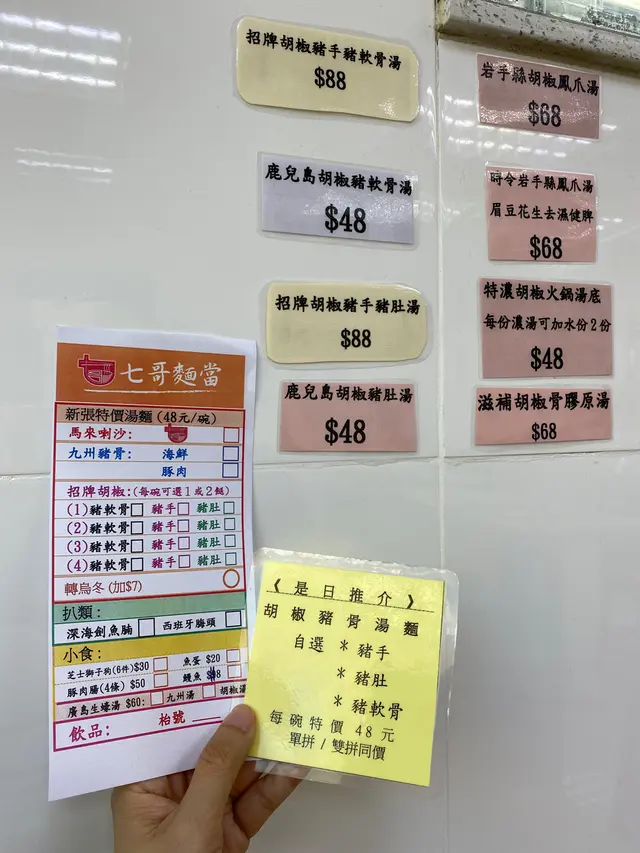 招牌胡椒豬手豬軟骨湯
$88
鹿兒島胡椒豬軟骨湯
$48
招牌胡椒豬手豬肚湯
$88
鹿兒島胡椒豬肚湯
$48
岩手縣胡椒鳳爪湯
$68
時令岩手縣鳳爪湯
眉豆花生去濕健脾
$68
特濃胡椒火鍋湯底
每份濃湯可加水份2份
$48
滋補胡椒骨膠原湯
$68
七哥麵當
新張特價湯麵(48元/碗)
馬來喇沙:
九州豬骨: 海鮮
豚肉
招牌胡椒:(每碗可選1或2餸)
(1)豬軟骨 豬手 豬肚
(2)豬軟骨 豬手 豬肚
(3)豬軟骨 豬手 豬肚
(4)豬軟骨 豬手 豬肚
轉烏冬(加$7)
扒類:
深海劍魚腩 西班牙腩頭
小食:
芝士獅子狗(6件)$30 魚蛋 $20
豚肉腸(4條) $50 鰻魚
廣島生蠔湯 $60: 九州湯 胡椒湯
飲品: 枱號
《是日推介》
胡椒豬骨湯麵
自選 * 豬手
* 豬肚
* 豬軟骨
每碗特價 48 元
單拼/雙拼同價